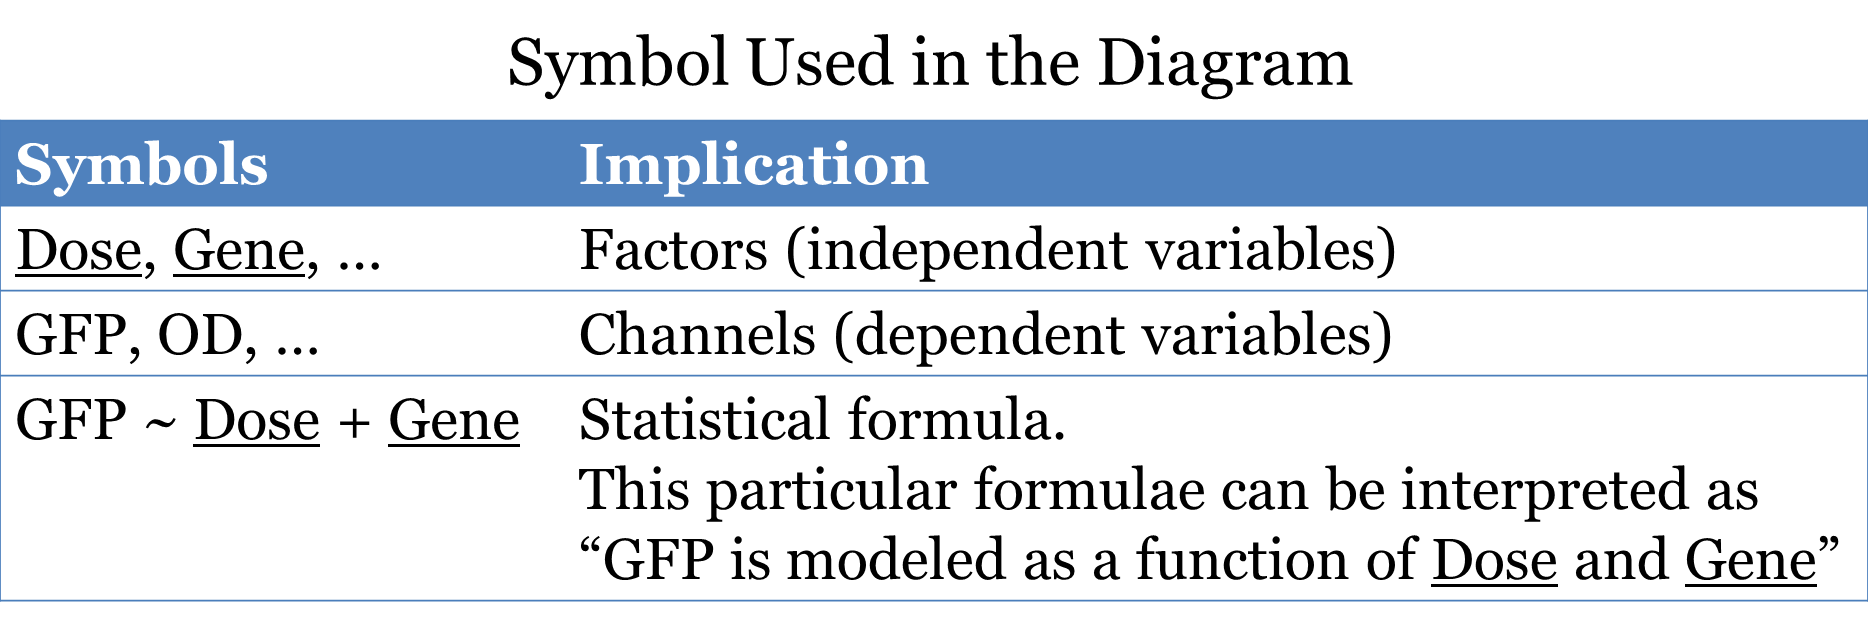 Symbol Used in the Diagram
Symbols Implication
Dose, Gene, ... Factors (independent variables)
GFP, OD, ... Channels (dependent variables)
GFP ~ Dose + Gene Statistical formula.
This particular formulae can be interpreted as
“GFP is modeled as a function of Dose and Gene”